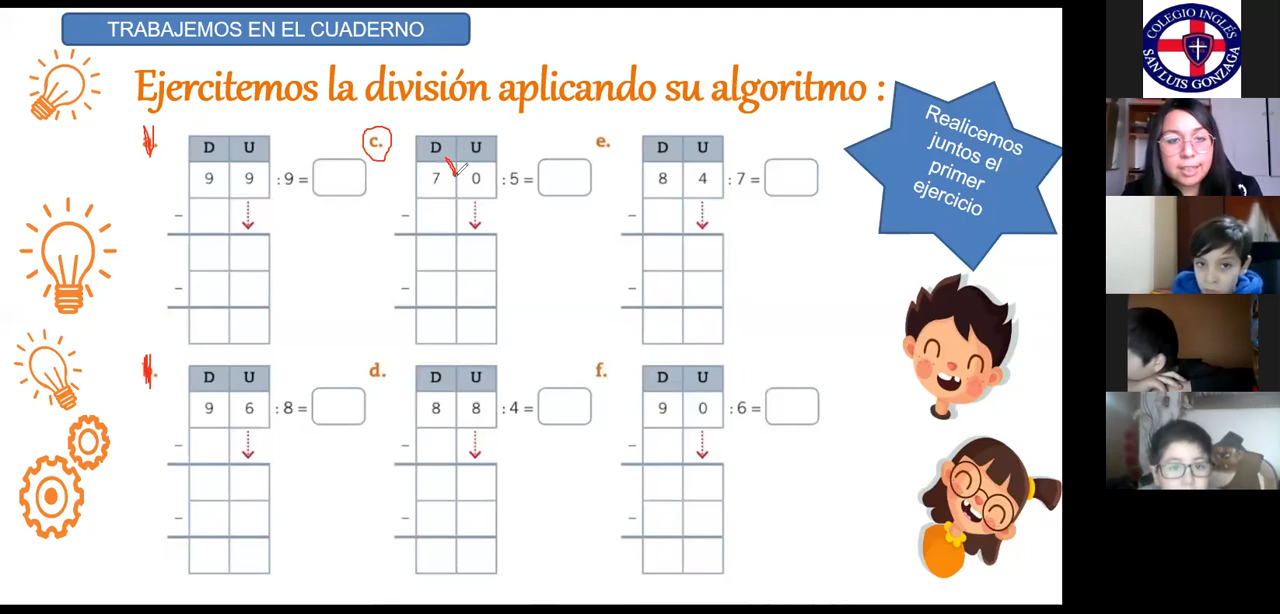 TRABAJEMOS EN EL CUADERNO
Ejercitemos la división aplicando su algoritmo :
Realicemos
juntos el
primer
ejercicio
D U
9 9 : 9 =
-
-
c.
D U
7 0 : 5 =
-
-
e.
D U
8 4 : 7 =
-
-
D U
9 6 : 8 =
-
-
d.
D U
8 8 : 4 =
-
-
f.
D U
9 0 : 6 =
-
-
COLEGIO INGLÉS
SAN LUIS GONZAGA